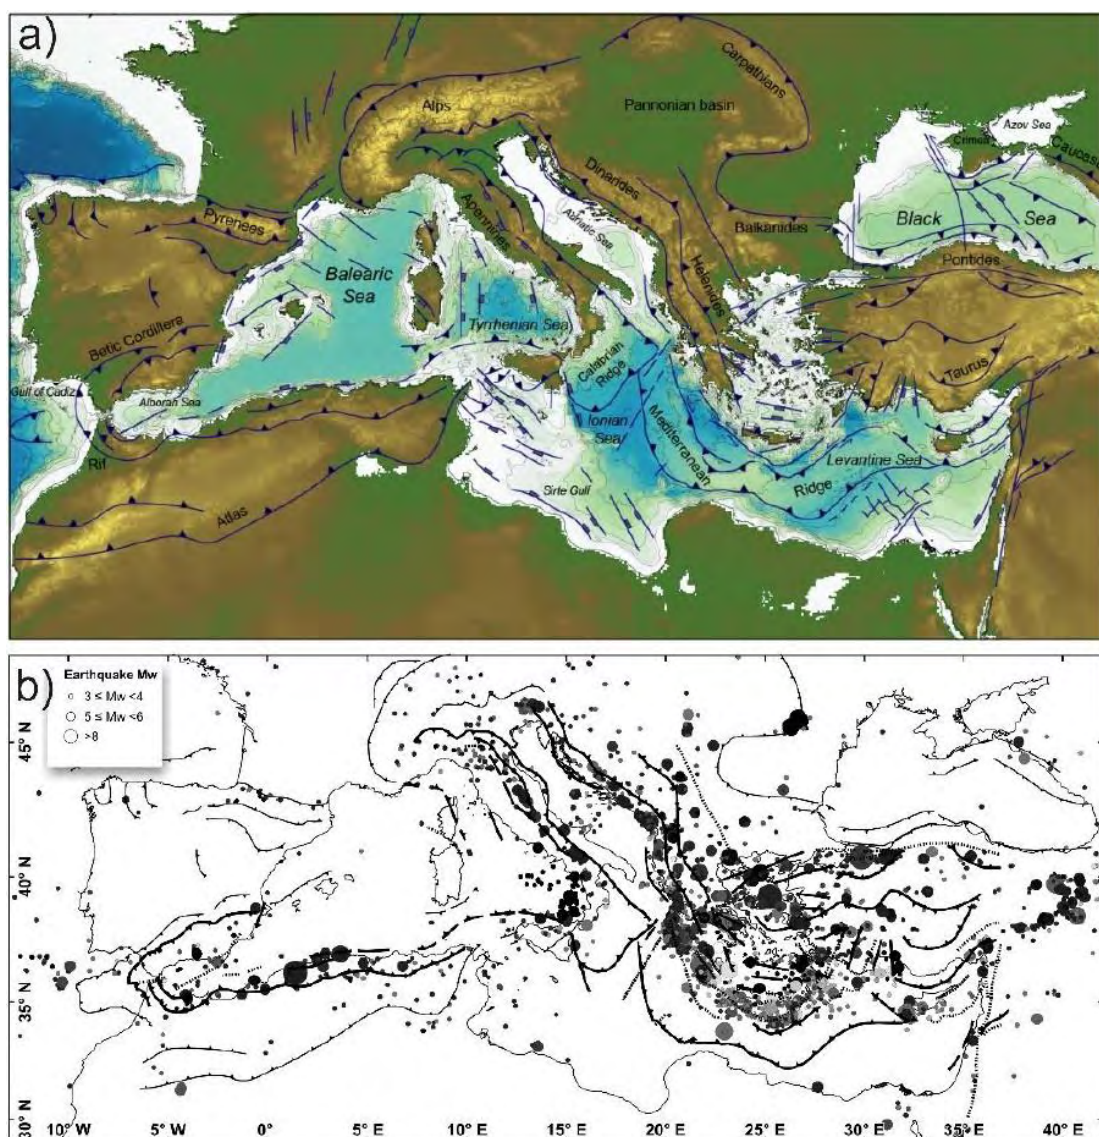 a)
Carpathians
Alps
Pannonian basin
Azov Sea
Crimea
Caucasus
Dinarides
Pyrenees
Apennines
Adriatic Sea
Black Sea
Balkanides
Balearic
Sea
Pontides
Hellenides
Tyrrhenian Sea
Betic Cordillera
Calabrian
Ridge
Taurus
Gulf of Cadiz
Alboran Sea
Ionian
Sea
Mediterranean
Levantine Sea
Rif
Ridge
Sirte Gulf
Atlas
b)
Earthquake Mw
3 ≤ Mw <4
5 ≤ Mw <6
>8
45° N
40° N
35° N
30° N
10° W
5° W
0°
5° E
10° E
15° E
20° E
25° E
30° E
35° E
40° E